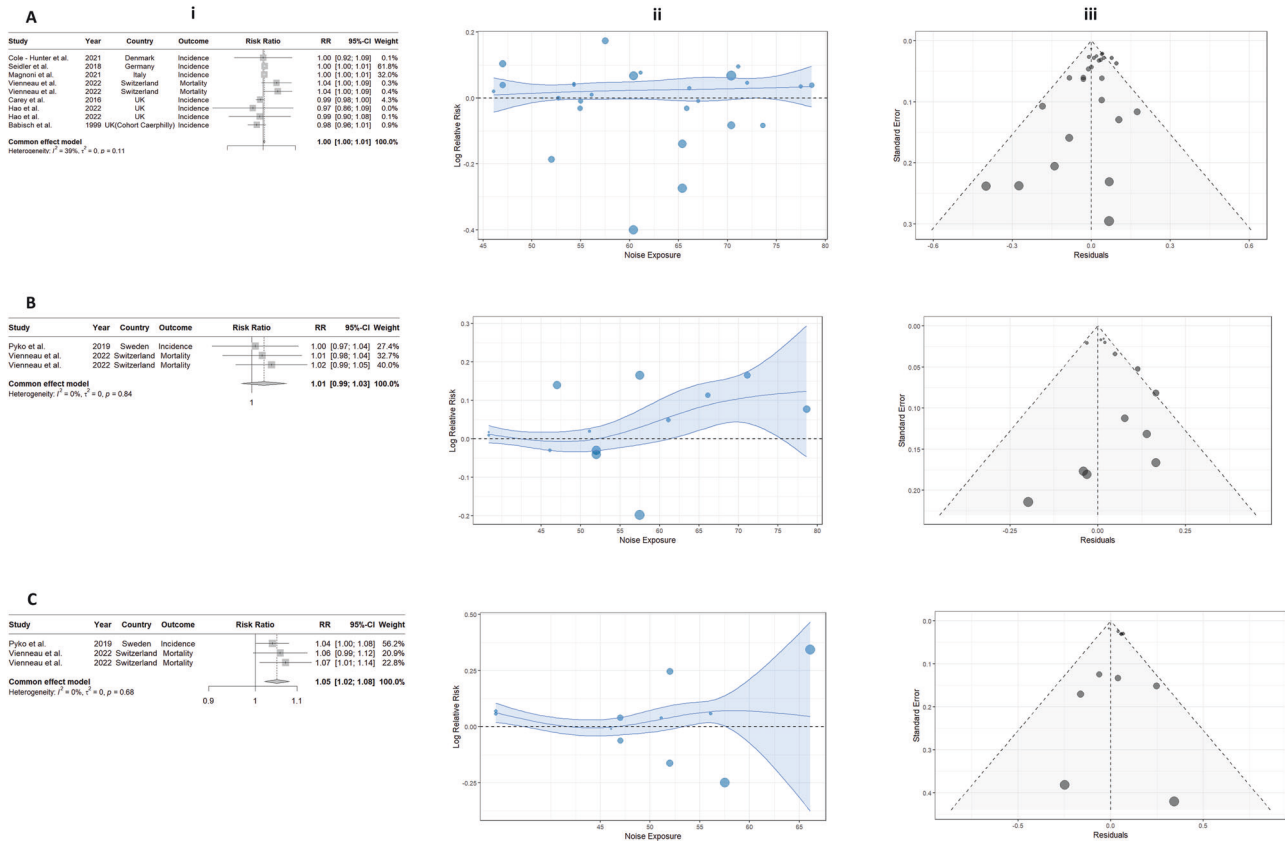 i
ii
iii
A
Study Year Country Outcome Risk Ratio RR 95%-CI Weight
Cole - Hunter et al. 2021 Denmark Incidence 1.00 [0.92; 1.09] 0.1%
Seidler et al. 2018 Germany Incidence 1.00 [1.00; 1.01] 61.8%
Magnoni et al. 2021 Italy Incidence 1.00 [1.00; 1.01] 32.0%
Vienneau et al. 2022 Switzerland Mortality 1.04 [1.00; 1.09] 0.3%
Vienneau et al. 2022 Switzerland Mortality 1.04 [1.00; 1.09] 0.4%
Carey et al. 2016 UK Incidence 0.99 [0.98; 1.00] 4.3%
Hao et al. 2022 UK Incidence 0.97 [0.86; 1.09] 0.0%
Hao et al. 2022 UK Incidence 0.99 [0.90; 1.08] 0.1%
Babisch et al. 1999 UK(Cohort Caerphilly) Incidence 0.98 [0.96; 1.01] 0.9%
Common effect model 1.00 [1.00; 1.01] 100.0%
Heterogeneity: I² = 39%, τ² = 0, p = 0.11
Log Relative Risk
0.2
0.0
-0.2
-0.4
45 50 55 60 65 70 75 80
Noise Exposure
Standard Error
0.0
0.1
0.2
0.3
-0.6 -0.3 0.0 0.3 0.6
Residuals
B
Study Year Country Outcome Risk Ratio RR 95%-CI Weight
Pyko et al. 2019 Sweden Incidence 1.00 [0.97; 1.04] 27.4%
Vienneau et al. 2022 Switzerland Mortality 1.01 [0.98; 1.04] 32.7%
Vienneau et al. 2022 Switzerland Mortality 1.02 [0.99; 1.05] 40.0%
Common effect model 1.01 [0.99; 1.03] 100.0%
Heterogeneity: I² = 0%, τ² = 0, p = 0.84
1
Log Relative Risk
0.3
0.2
0.1
0.0
-0.1
-0.2
45 50 55 60 65 70 75 80
Noise Exposure
Standard Error
0.00
0.05
0.10
0.15
0.20
-0.25 0.00 0.25
Residuals
C
Study Year Country Outcome Risk Ratio RR 95%-CI Weight
Pyko et al. 2019 Sweden Incidence 1.04 [1.00; 1.08] 56.2%
Vienneau et al. 2022 Switzerland Mortality 1.06 [0.99; 1.12] 20.9%
Vienneau et al. 2022 Switzerland Mortality 1.07 [1.01; 1.14] 22.8%
Common effect model 1.05 [1.02; 1.08] 100.0%
Heterogeneity: I² = 0%, τ² = 0, p = 0.68
0.9 1 1.1
Log Relative Risk
0.50
0.25
0.00
-0.25
45 50 55 60 65
Noise Exposure
Standard Error
0.0
0.1
0.2
0.3
0.4
-0.5 0.0 0.5
Residuals